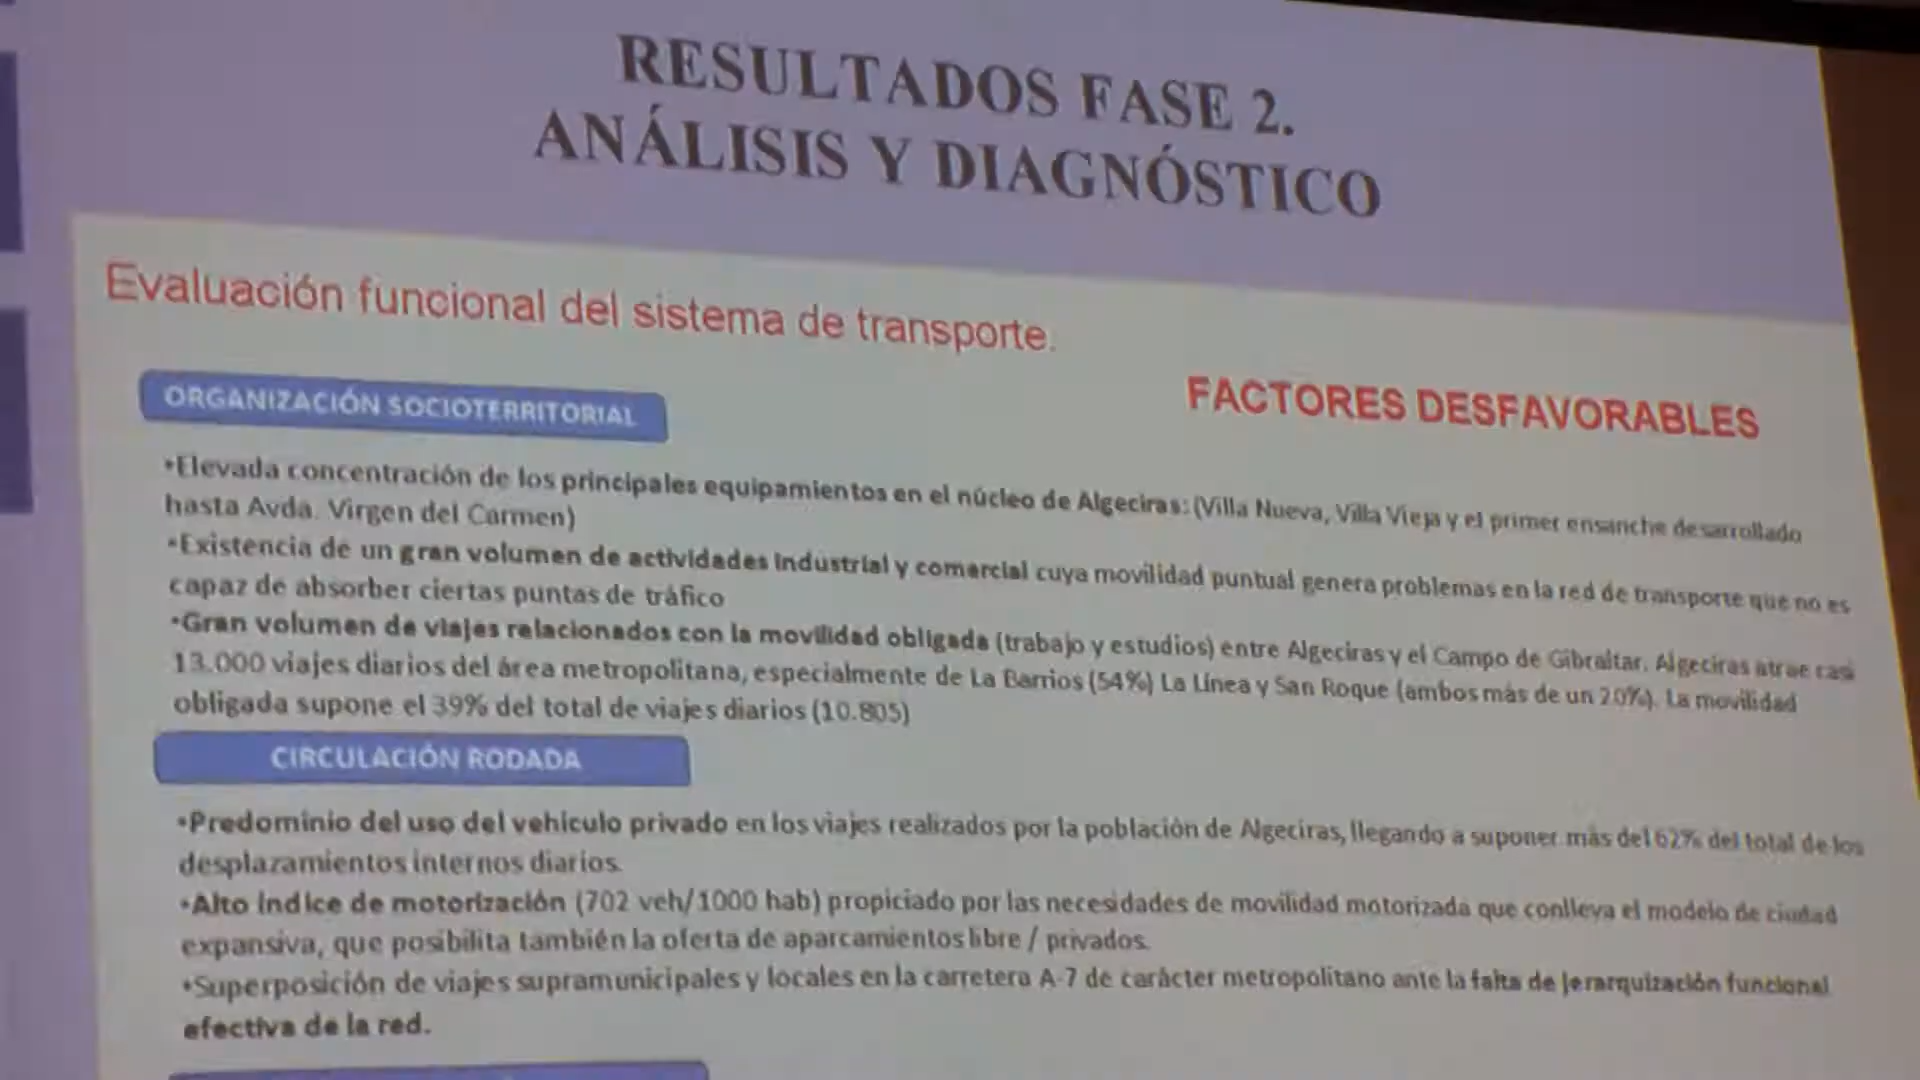 RESULTADOS FASE 2.
ANÁLISIS Y DIAGNÓSTICO
Evaluación funcional del sistema de transporte.
ORGANIZACIÓN SOCIOTERRITORIAL
FACTORES DESFAVORABLES
•Elevada concentración de los principales equipamientos en el núcleo de Algeciras: (Villa Nueva, Villa Vieja y el primer ensanche desarrollado
hasta Avda. Virgen del Carmen)
•Existencia de un gran volumen de actividades industrial y comercial cuya movilidad puntual genera problemas en la red de transporte que no es
capaz de absorber ciertas puntas de tráfico
•Gran volumen de viajes relacionados con la movilidad obligada (trabajo y estudios) entre Algeciras y el Campo de Gibraltar. Algeciras atrae casi
13.000 viajes diarios del área metropolitana, especialmente de La Barrios (54%) La Línea y San Roque (ambos más de un 20%). La movilidad
obligada supone el 39% del total de viajes diarios (10.805)
CIRCULACIÓN RODADA
•Predominio del uso del vehículo privado en los viajes realizados por la población de Algeciras, llegando a suponer más del 62% del total de los
desplazamientos internos diarios.
•Alto índice de motorización (702 veh/1000 hab) propiciado por las necesidades de movilidad motorizada que conlleva el modelo de ciudad
expansiva, que posibilita también la oferta de aparcamientos libre / privados.
•Superposición de viajes supramunicipales y locales en la carretera A-7 de carácter metropolitano ante la falta de jerarquización funcional
efectiva de la red.